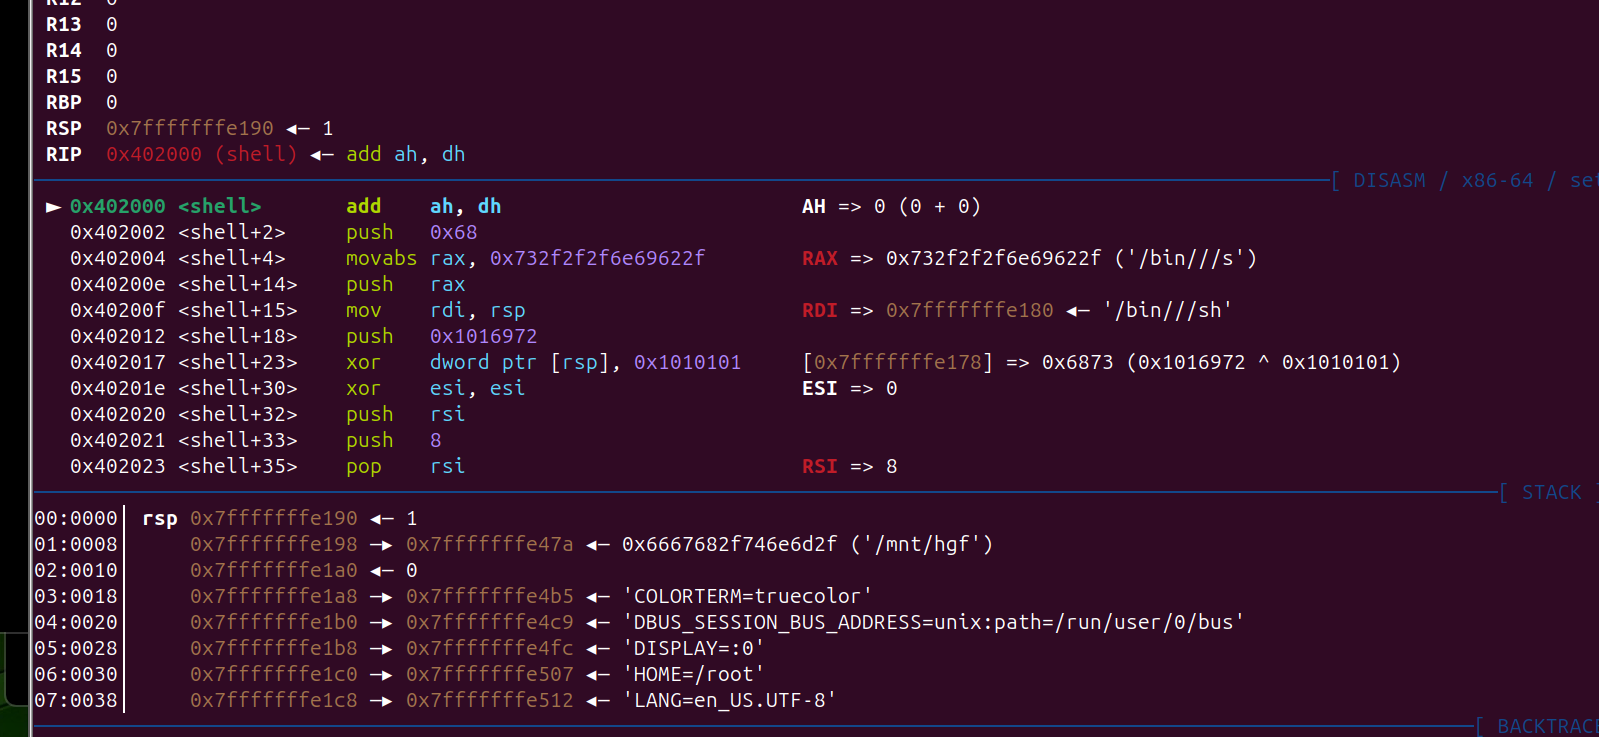 R12 0
R13 0
R14 0
R15 0
RBP 0
RSP 0x7fffffffe190 ◂— 1
RIP 0x402000 (shell) ◂— add ah, dh
[ DISASM / x86-64 / set
► 0x402000 <shell> add ah, dh AH => 0 (0 + 0)
0x402002 <shell+2> push 0x68
0x402004 <shell+4> movabs rax, 0x732f2f2f6e69622f RAX => 0x732f2f2f6e69622f ('/bin///s')
0x40200e <shell+14> push rax
0x40200f <shell+15> mov rdi, rsp RDI => 0x7fffffffe180 ◂— '/bin///sh'
0x402012 <shell+18> push 0x1016972
0x402017 <shell+23> xor dword ptr [rsp], 0x1010101 [0x7fffffffe178] => 0x6873 (0x1016972 ^ 0x1010101)
0x40201e <shell+30> xor esi, esi ESI => 0
0x402020 <shell+32> push rsi
0x402021 <shell+33> push 8
0x402023 <shell+35> pop rsi RSI => 8
[ STACK ]
00:0000│ rsp 0x7fffffffe190 ◂— 1
01:0008│ 0x7fffffffe198 —▸ 0x7fffffffe47a ◂— 0x6667682f746e6d2f ('/mnt/hgf')
02:0010│ 0x7fffffffe1a0 ◂— 0
03:0018│ 0x7fffffffe1a8 —▸ 0x7fffffffe4b5 ◂— 'COLORTERM=truecolor'
04:0020│ 0x7fffffffe1b0 —▸ 0x7fffffffe4c9 ◂— 'DBUS_SESSION_BUS_ADDRESS=unix:path=/run/user/0/bus'
05:0028│ 0x7fffffffe1b8 —▸ 0x7fffffffe4fc ◂— 'DISPLAY=:0'
06:0030│ 0x7fffffffe1c0 —▸ 0x7fffffffe507 ◂— 'HOME=/root'
07:0038│ 0x7fffffffe1c8 —▸ 0x7fffffffe512 ◂— 'LANG=en_US.UTF-8'
[ BACKTRACE